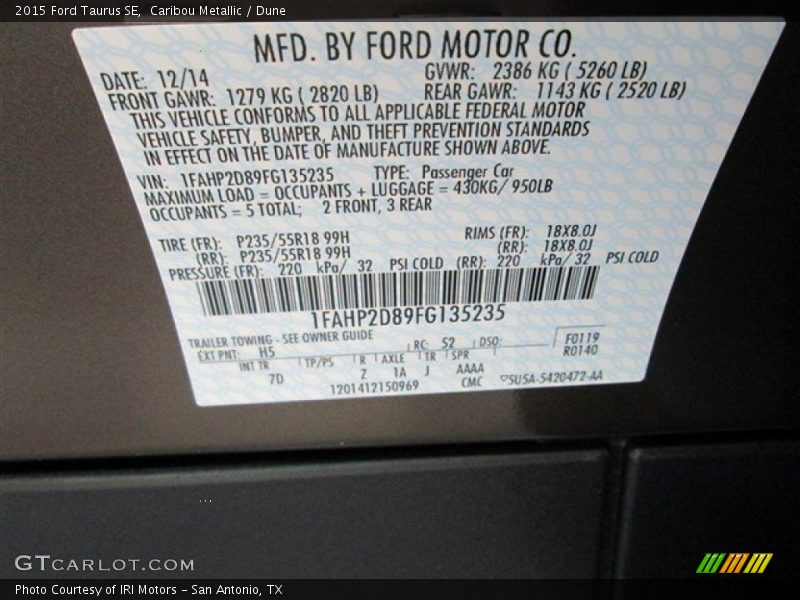 2015 Ford Taurus SE, Caribou Metallic / Dune
MFD. BY FORD MOTOR CO.
DATE: 12/14 GVWR: 2386 KG ( 5260 LB)
FRONT GAWR: 1279 KG ( 2820 LB) REAR GAWR: 1143 KG ( 2520 LB)
THIS VEHICLE CONFORMS TO ALL APPLICABLE FEDERAL MOTOR
VEHICLE SAFETY, BUMPER, AND THEFT PREVENTION STANDARDS
IN EFFECT ON THE DATE OF MANUFACTURE SHOWN ABOVE.
VIN: 1FAHP2D89FG135235 TYPE: Passenger Car
MAXIMUM LOAD = OCCUPANTS + LUGGAGE = 430KG/ 950LB
OCCUPANTS = 5 TOTAL; 2 FRONT, 3 REAR
TIRE (FR): P235/55R18 99H RIMS (FR): 18X8.0J
(RR): P235/55R18 99H (RR): 18X8.0J
PRESSURE (FR): 220 kPa/ 32 PSI COLD (RR): 220 kPa/ 32 PSI COLD
1FAHP2D89FG135235
TRAILER TOWING - SEE OWNER GUIDE
EXT PNT: H5 RC: 52 DSO: F0119
R0140
INT TR TP/PS R AXLE TR SPR
7D 2 1A J AAAA
1201412150969 CMC ▽5USA-5420472-AA
GTCARLOT.COM
Photo Courtesy of IRI Motors – San Antonio, TX